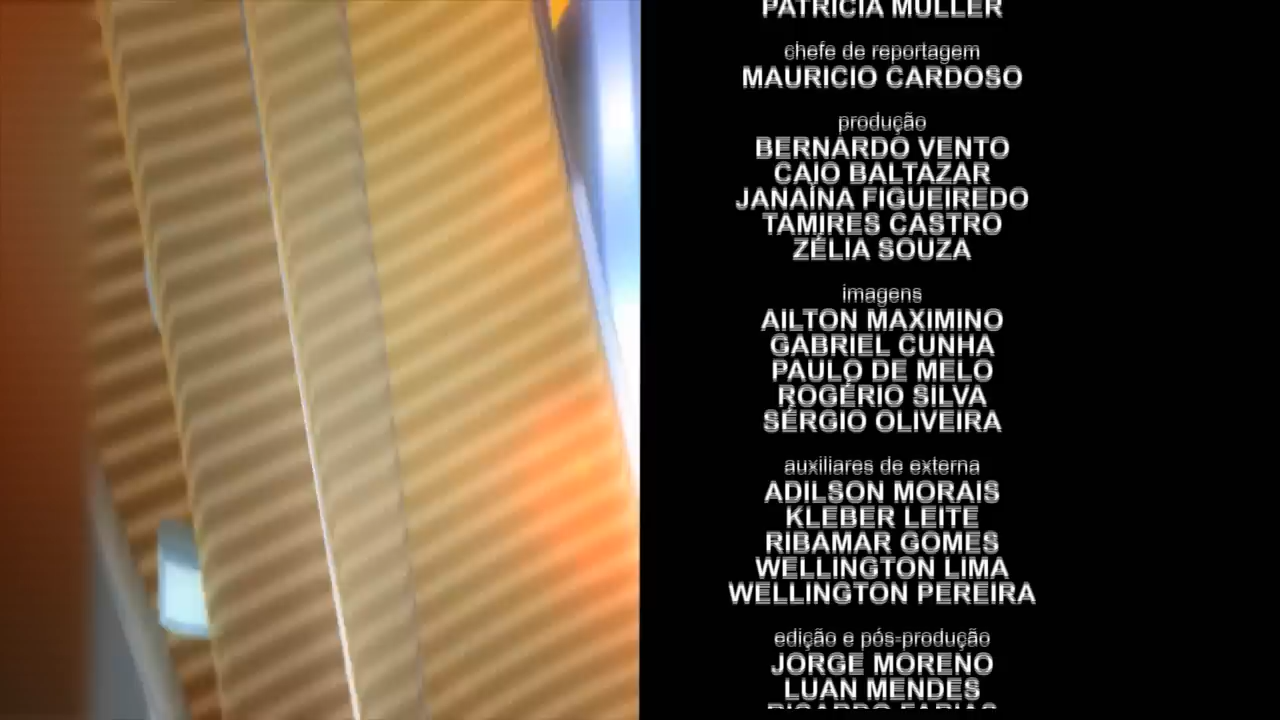 PATRICIA MULLER
chefe de reportagem
MAURICIO CARDOSO
produção
BERNARDO VENTO
CAIO BALTAZAR
JANAÍNA FIGUEIREDO
TAMIRES CASTRO
ZÉLIA SOUZA
imagens
AILTON MAXIMINO
GABRIEL CUNHA
PAULO DE MELO
ROGÉRIO SILVA
SÉRGIO OLIVEIRA
auxiliares de externa
ADILSON MORAIS
KLEBER LEITE
RIBAMAR GOMES
WELLINGTON LIMA
WELLINGTON PEREIRA
edição e pós-produção
JORGE MORENO
LUAN MENDES
RICARDO FARIAS